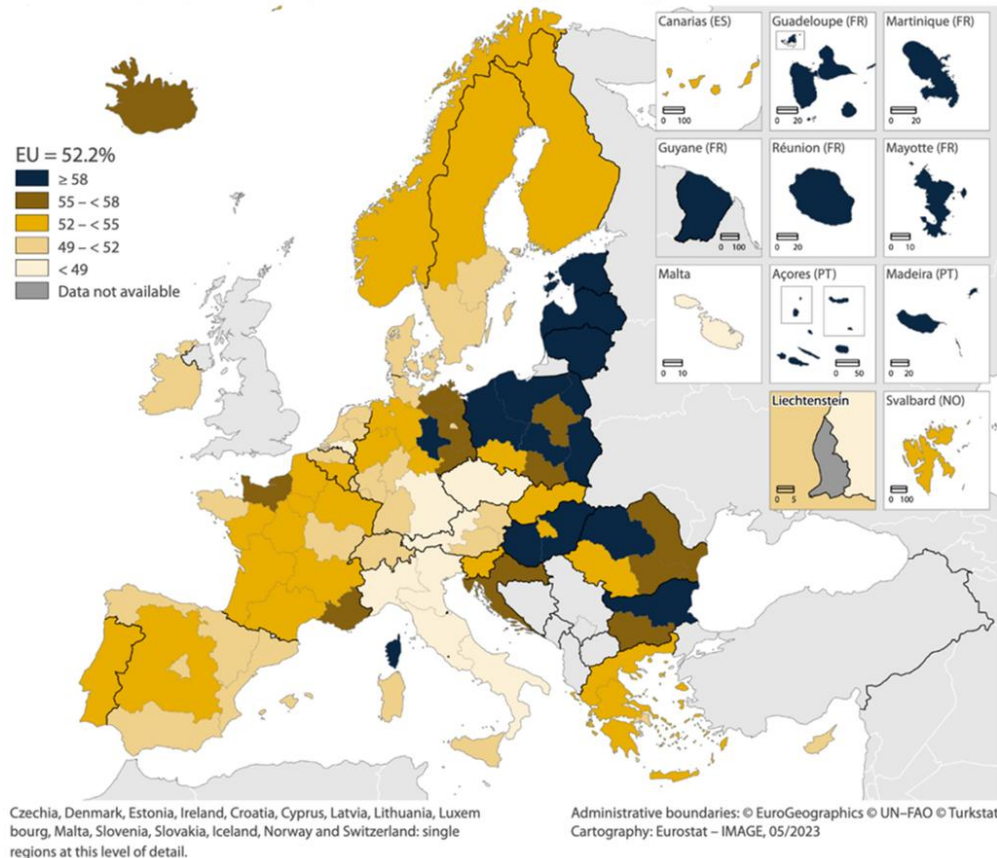 Canarias (ES)
0 100
Guadeloupe (FR)
0 20
Martinique (FR)
0 20
Guyane (FR)
0 100
Réunion (FR)
0 20
Mayotte (FR)
0 10
Malta
0 10
Açores (PT)
0 50
Madeira (PT)
0 20
Liechtenstein
0 5
Svalbard (NO)
0 100
EU = 52.2%
≥ 58
55 – < 58
52 – < 55
49 – < 52
< 49
Data not available
Czechia, Denmark, Estonia, Ireland, Croatia, Cyprus, Latvia, Lithuania, Luxem
bourg, Malta, Slovenia, Slovakia, Iceland, Norway and Switzerland: single
regions at this level of detail.
Administrative boundaries: © EuroGeographics © UN–FAO © Turkstat
Cartography: Eurostat – IMAGE, 05/2023